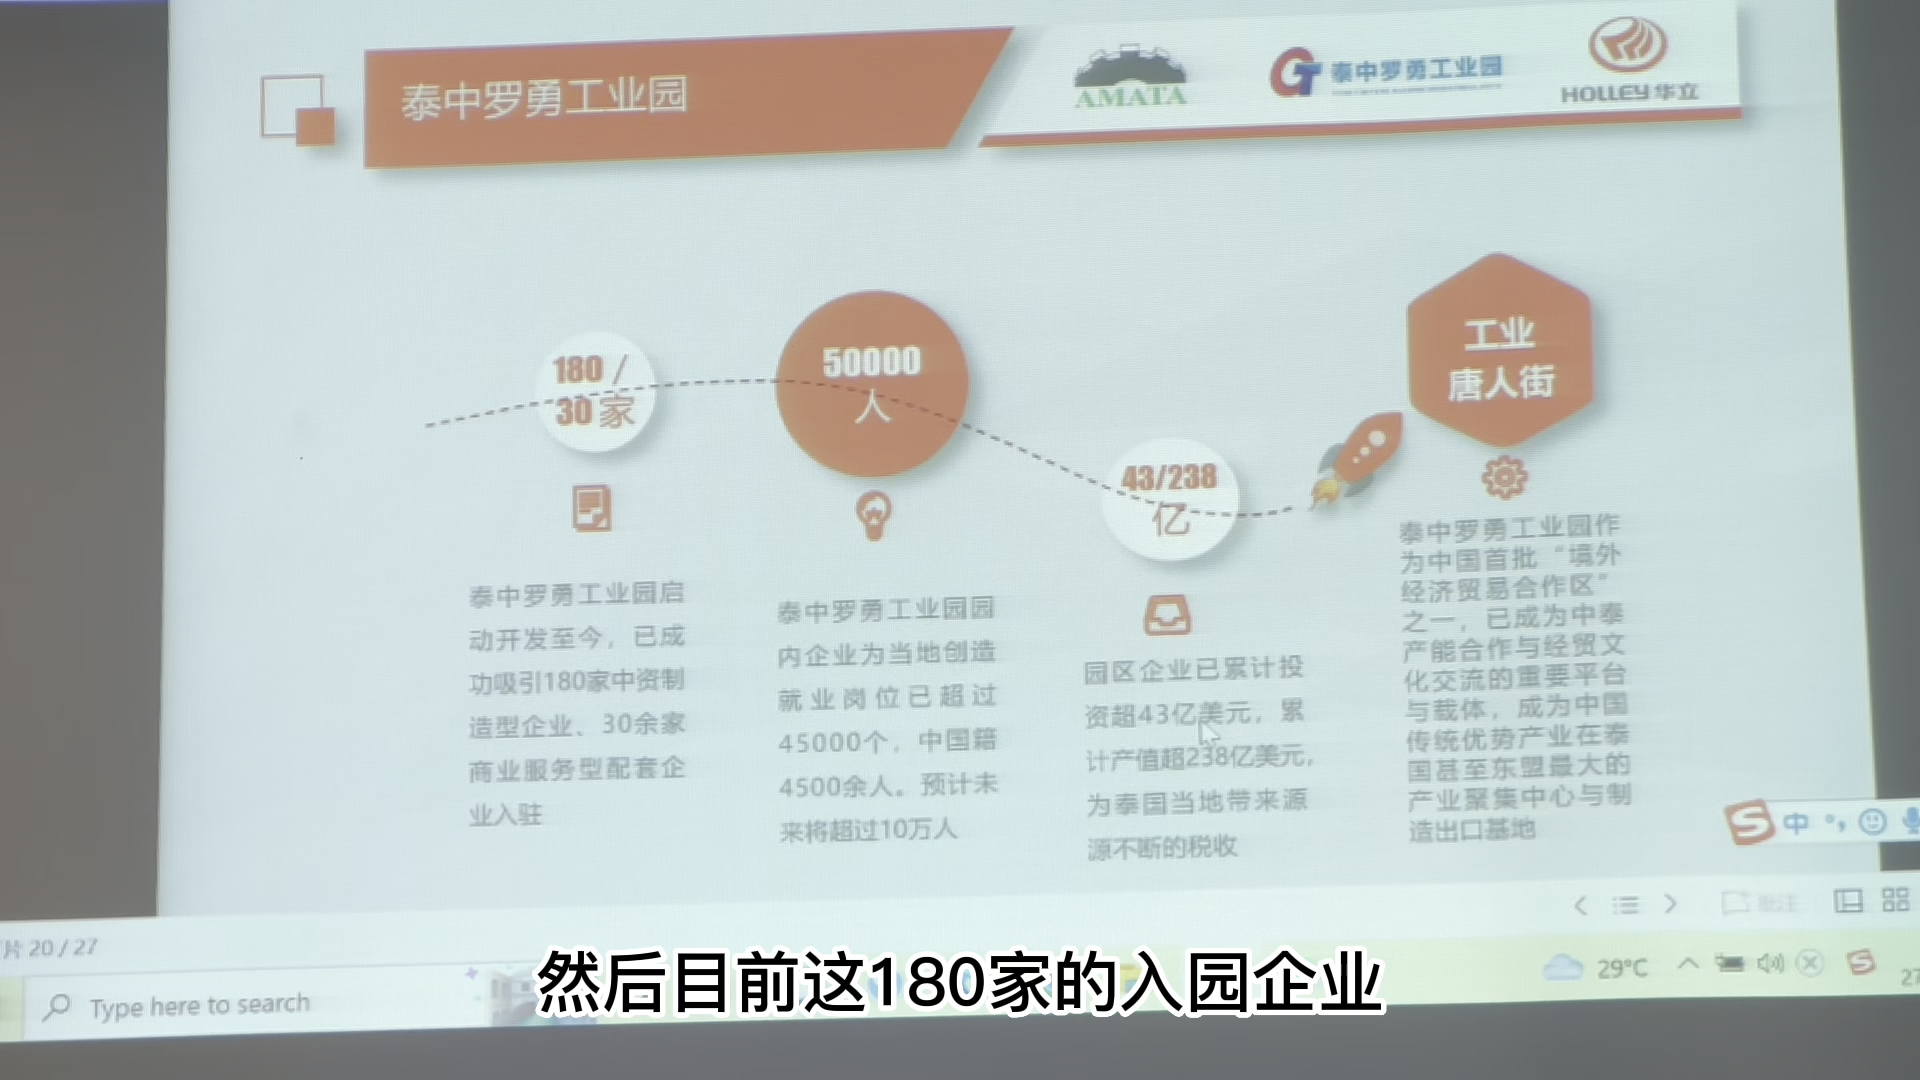 泰中罗勇工业园
AMATA
GT 泰中罗勇工业园
HOLLEY 华立
180 /
30 家
50000
人
43/238
亿
工业
唐人街
泰中罗勇工业园启
动开发至今，已成
功吸引180家中资制
造型企业、30余家
商业服务型配套企
业入驻
泰中罗勇工业园园
内企业为当地创造
就业岗位已超过
45000个，中国籍
4500余人。预计未
来将超过10万人
园区企业已累计投
资超43亿美元，累
计产值超238亿美元，
为泰国当地带来源
源不断的税收
泰中罗勇工业园作
为中国首批“境外
经济贸易合作区”
之一，已成为中泰
产能合作与经贸文
化交流的重要平台
与载体，成为中国
传统优势产业在泰
国甚至东盟最大的
产业聚集中心与制
造出口基地
中
批注
片 20 / 27
Type here to search
29°C
27
然后目前这180家的入园企业